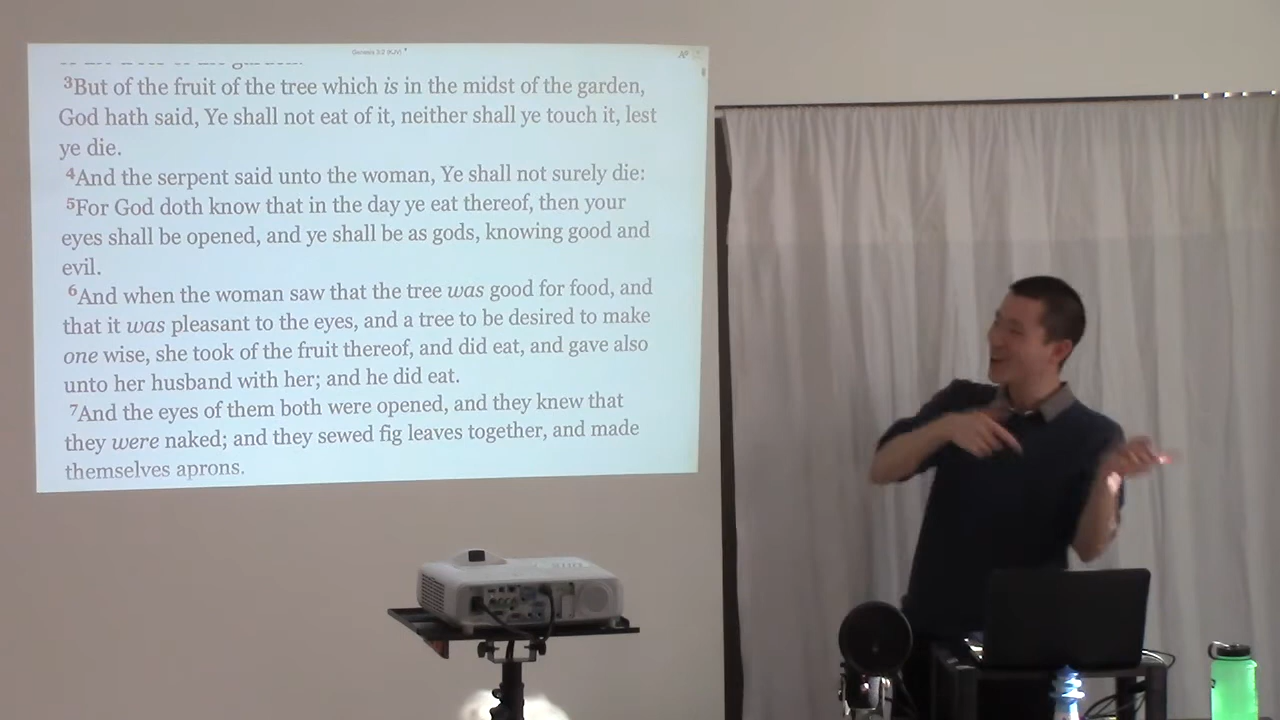 Genesis 3:2 (KJV)
3But of the fruit of the tree which is in the midst of the garden,
God hath said, Ye shall not eat of it, neither shall ye touch it, lest
ye die.
4And the serpent said unto the woman, Ye shall not surely die:
5For God doth know that in the day ye eat thereof, then your
eyes shall be opened, and ye shall be as gods, knowing good and
evil.
6And when the woman saw that the tree was good for food, and
that it was pleasant to the eyes, and a tree to be desired to make
one wise, she took of the fruit thereof, and did eat, and gave also
unto her husband with her; and he did eat.
7And the eyes of them both were opened, and they knew that
they were naked; and they sewed fig leaves together, and made
themselves aprons.